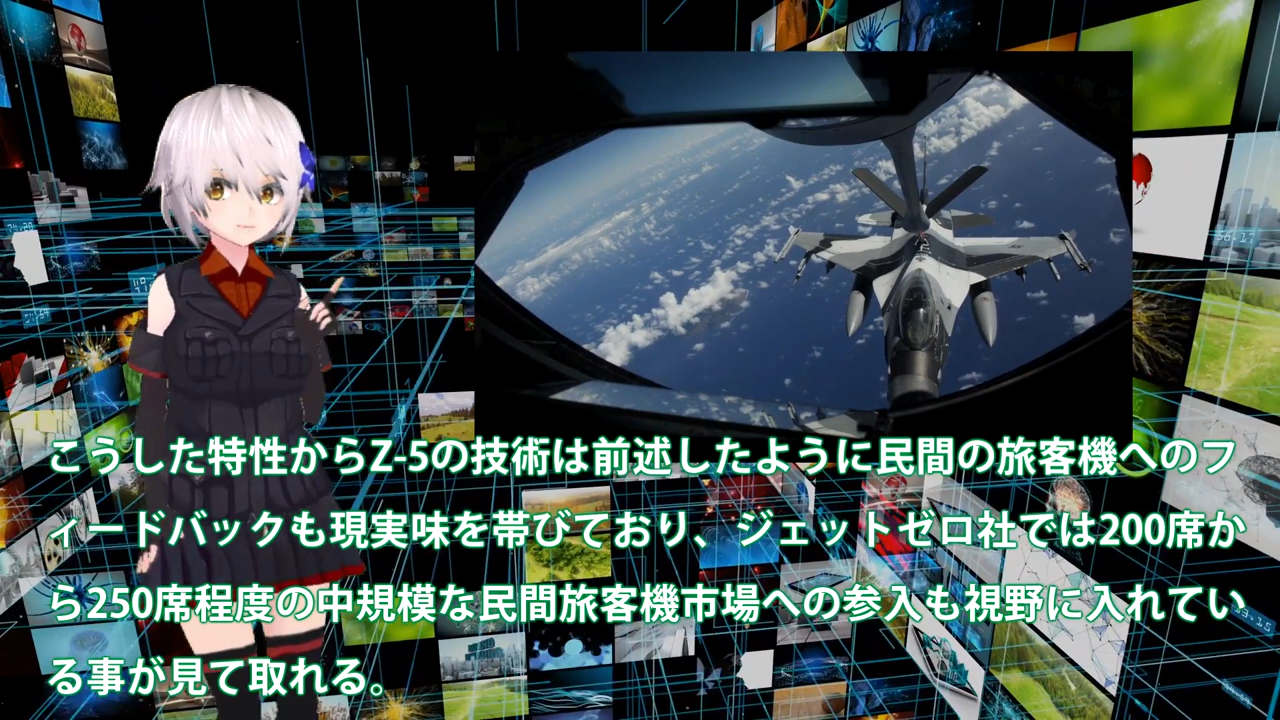 こうした特性からZ-5の技術は前述したように民間の旅客機へのフ
ィードバックも現実味を帯びており、ジェットゼロ社では200席か
ら250席程度の中規模な民間旅客機市場への参入も視野に入れてい
る事が見て取れる。